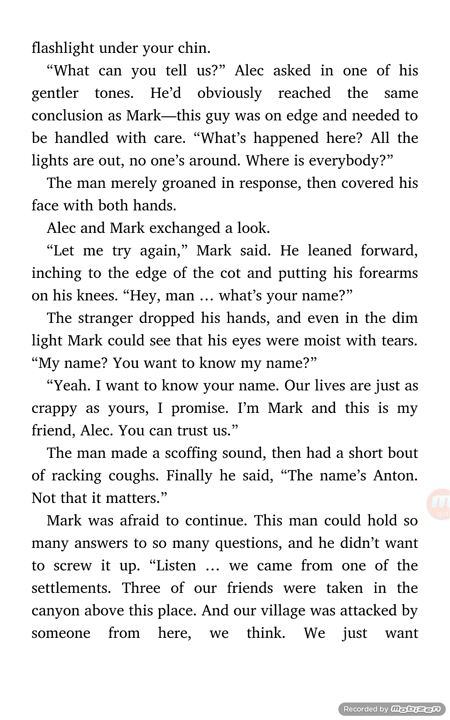 flashlight under your chin.
“What can you tell us?” Alec asked in one of his
gentler tones. He’d obviously reached the same
conclusion as Mark—this guy was on edge and needed to
be handled with care. “What’s happened here? All the
lights are out, no one’s around. Where is everybody?”
The man merely groaned in response, then covered his
face with both hands.
Alec and Mark exchanged a look.
“Let me try again,” Mark said. He leaned forward,
inching to the edge of the cot and putting his forearms
on his knees. “Hey, man … what’s your name?”
The stranger dropped his hands, and even in the dim
light Mark could see that his eyes were moist with tears.
“My name? You want to know my name?”
“Yeah. I want to know your name. Our lives are just as
crappy as yours, I promise. I’m Mark and this is my
friend, Alec. You can trust us.”
The man made a scoffing sound, then had a short bout
of racking coughs. Finally he said, “The name’s Anton.
Not that it matters.”
Mark was afraid to continue. This man could hold so
many answers to so many questions, and he didn’t want
to screw it up. “Listen … we came from one of the
settlements. Three of our friends were taken in the
canyon above this place. And our village was attacked by
someone from here, we think. We just want
Recorded by Mobizen